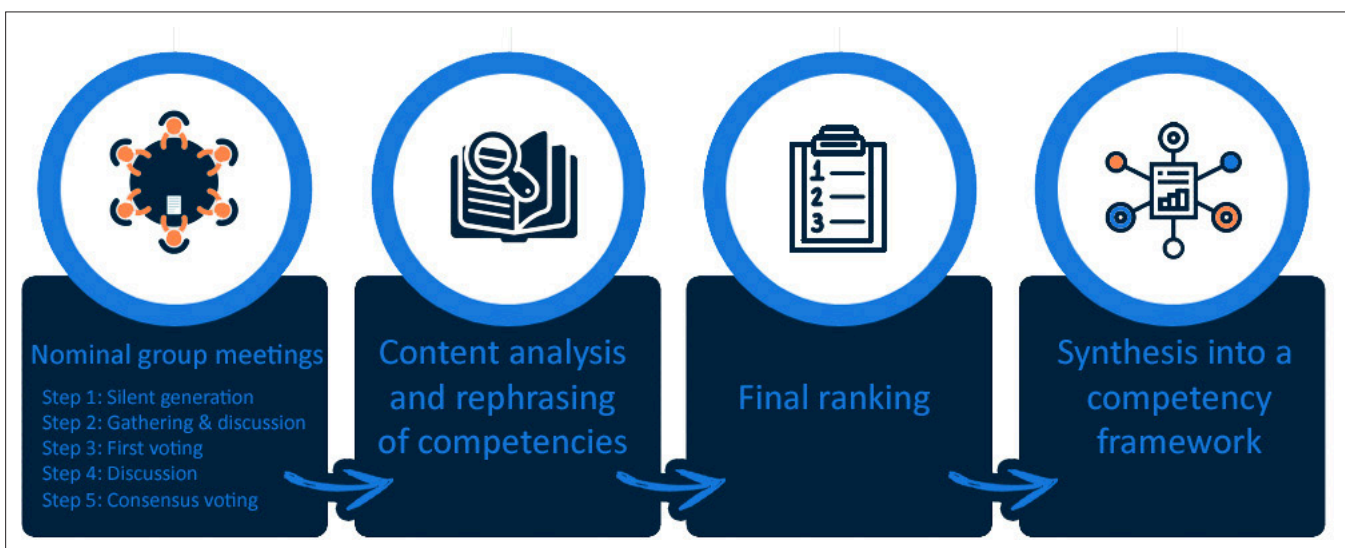 Nominal group meetings
Step 1: Silent generation
Step 2: Gathering & discussion
Step 3: First voting
Step 4: Discussion
Step 5: Consensus voting
Content analysis
and rephrasing
of competencies
1
2
3
Final ranking
Synthesis into a
competency
framework